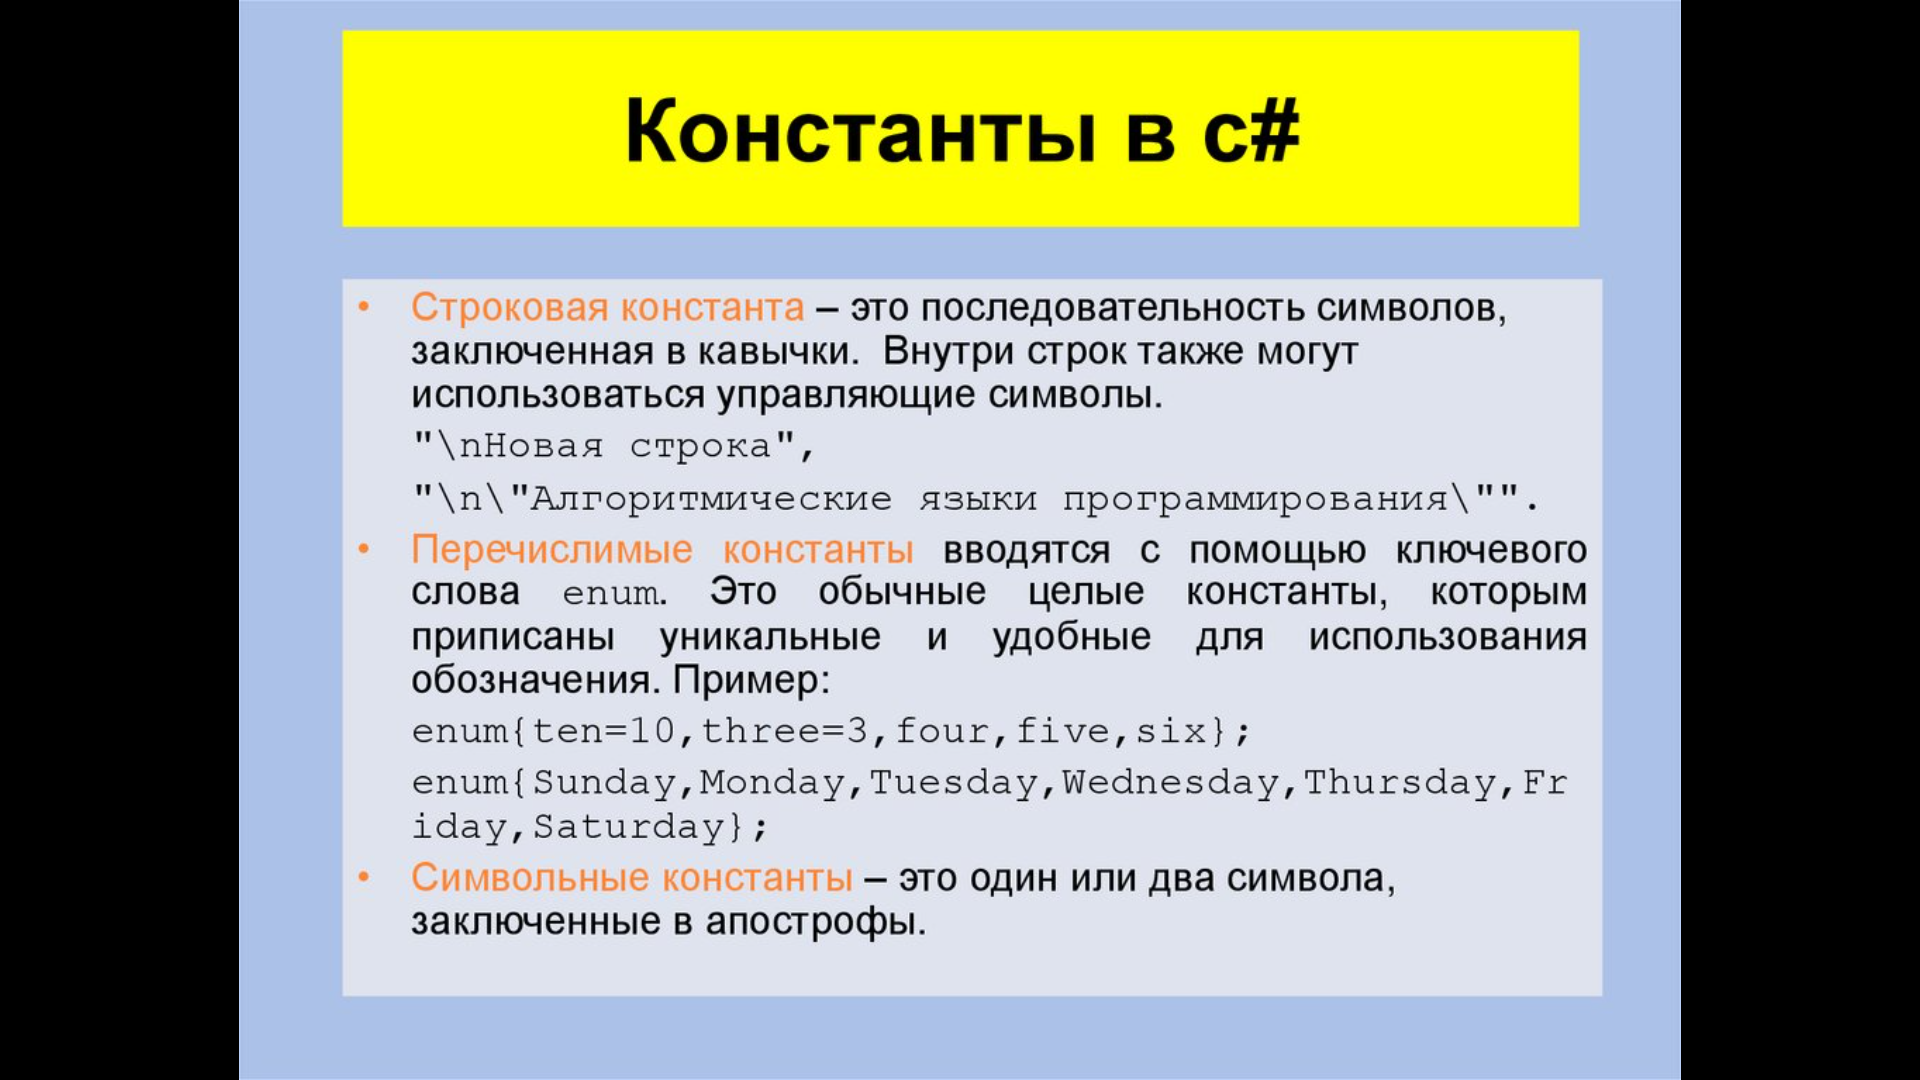 Константы в с#
• Строковая константа – это последовательность символов,
заключенная в кавычки.  Внутри строк также могут
использоваться управляющие символы.
"\nНовая строка",
"\n\"Алгоритмические языки программирования\"".
• Перечислимые константы вводятся с помощью ключевого
слова enum. Это обычные целые константы, которым
приписаны уникальные и удобные для использования
обозначения. Пример:
enum{ten=10,three=3,four,five,six};
enum{Sunday,Monday,Tuesday,Wednesday,Thursday,Fr
iday,Saturday};
• Символьные константы – это один или два символа,
заключенные в апострофы.